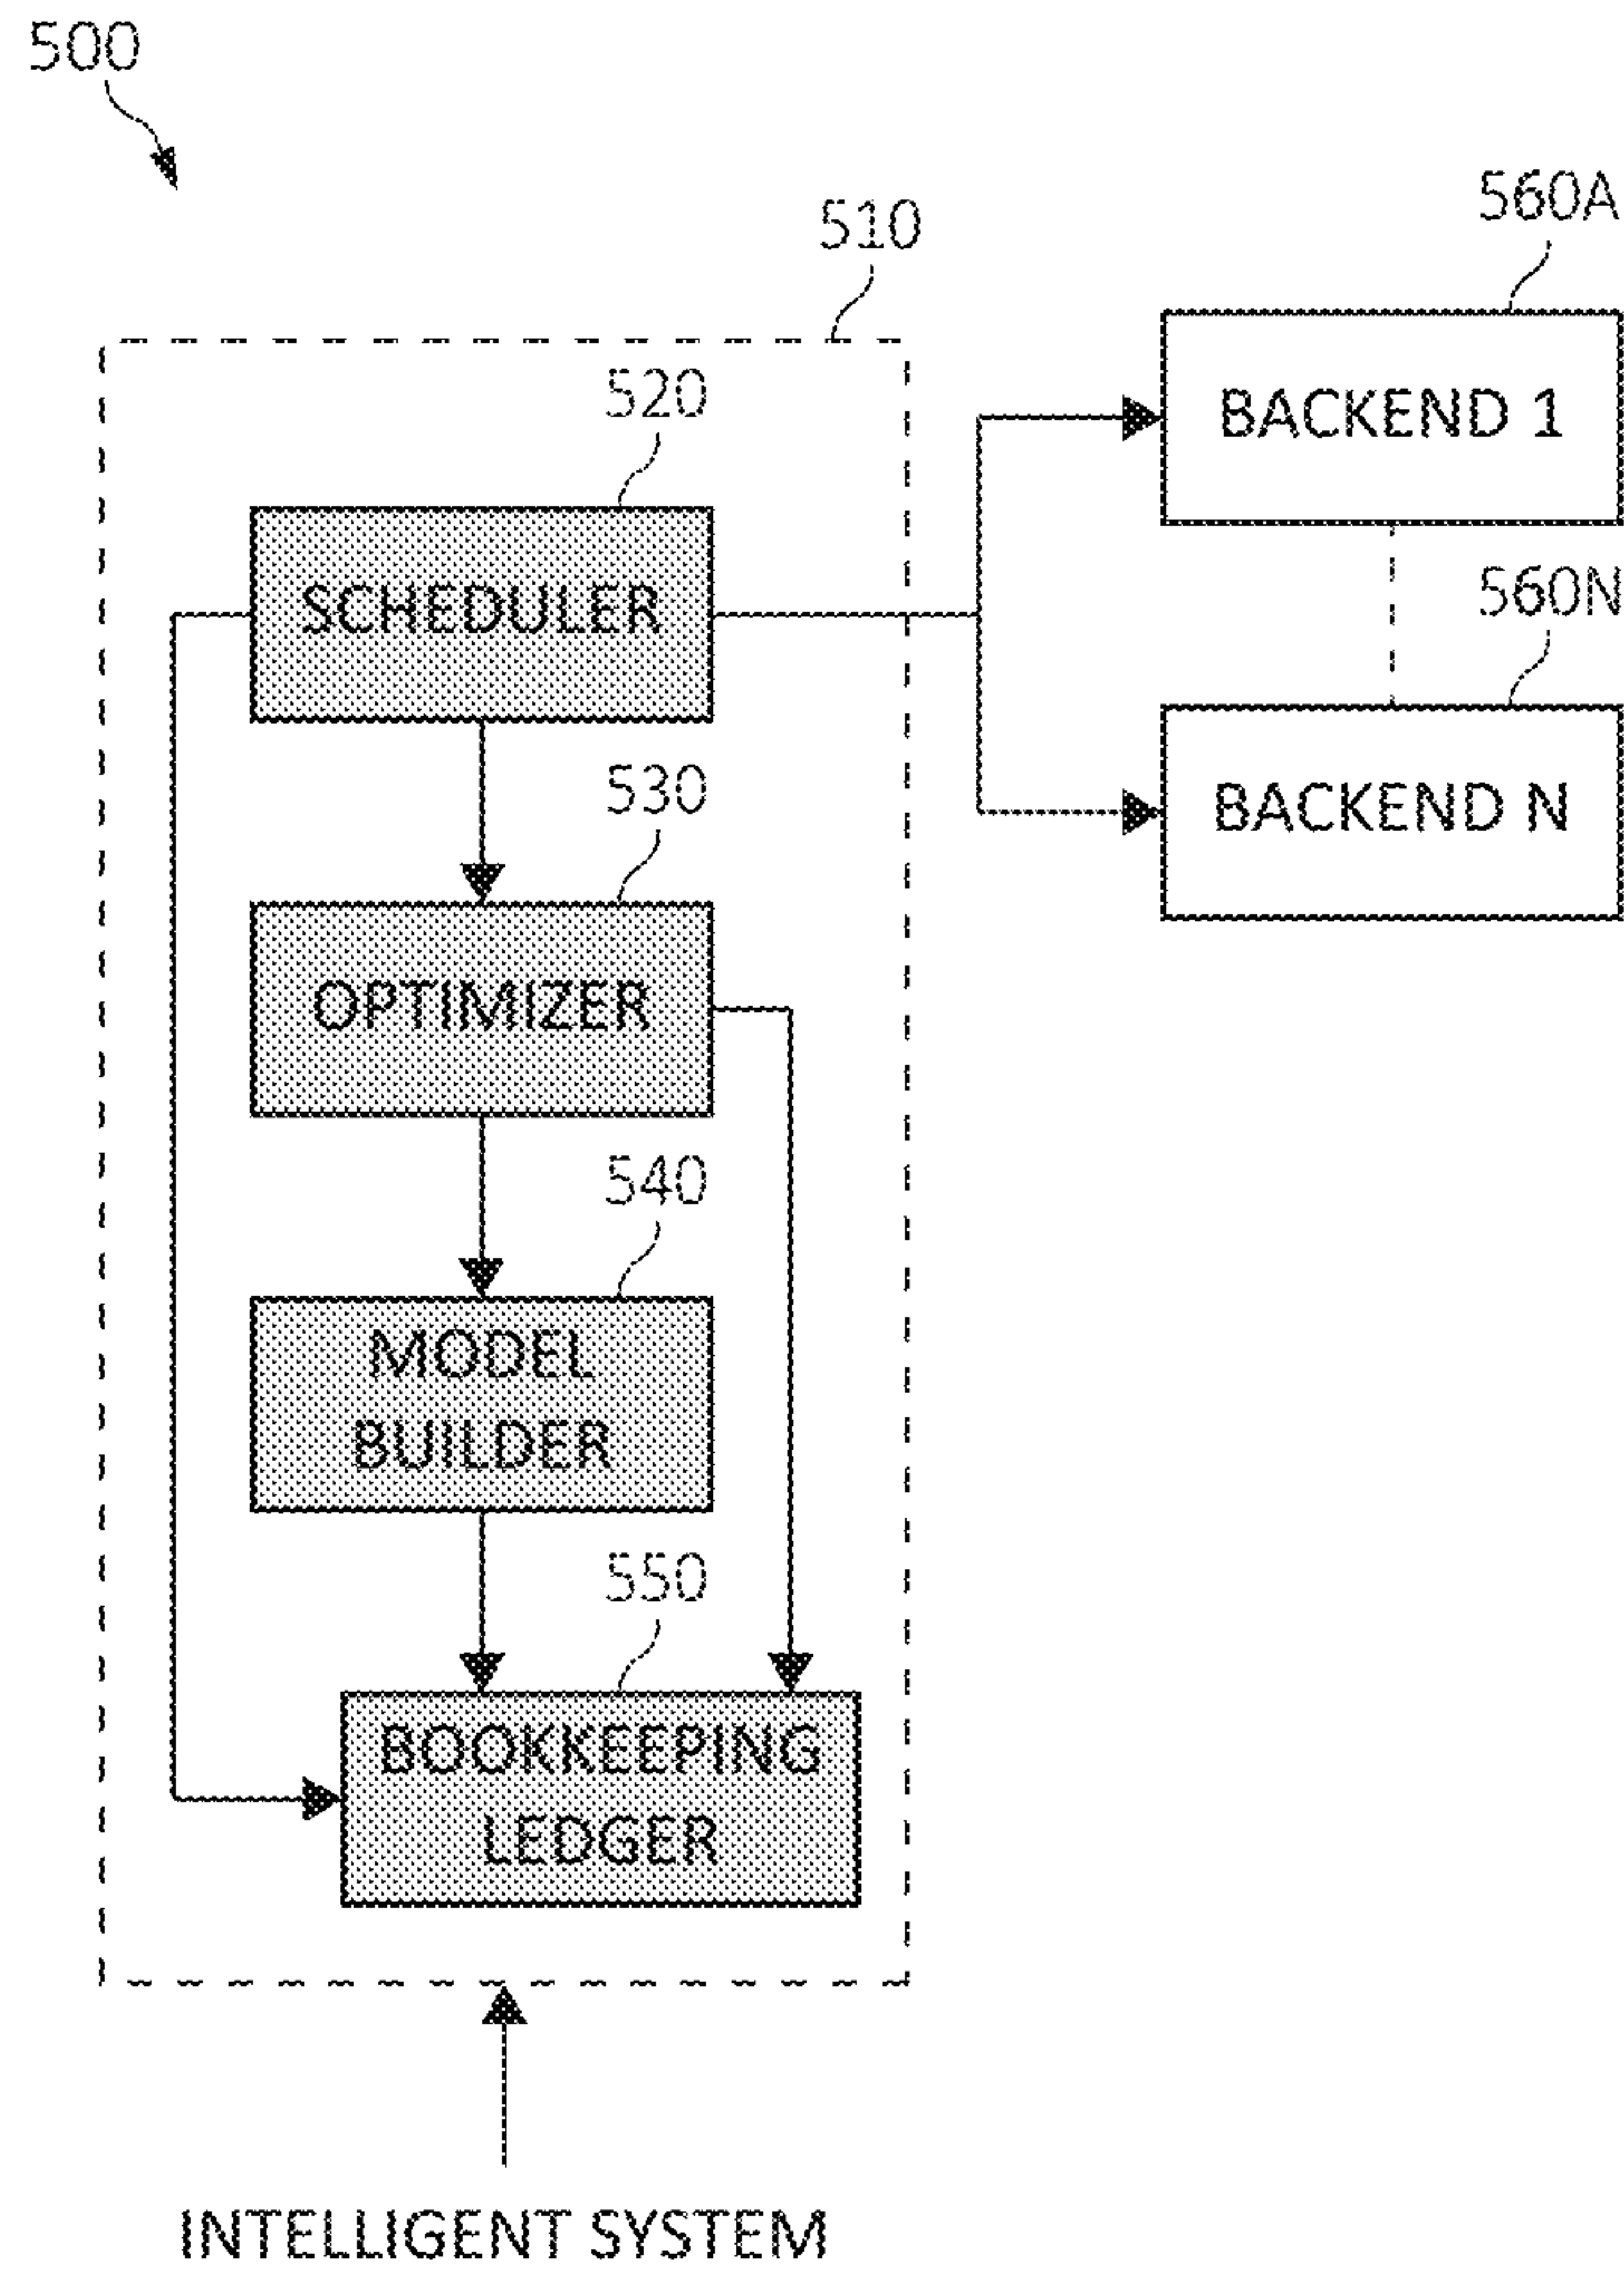 500
510
560A
BACKEND 1
520
SCHEDULER
560N
BACKEND N
530
OPTIMIZER
540
MODEL
BUILDER
550
BOOKKEEPING
LEDGER
INTELLIGENT SYSTEM